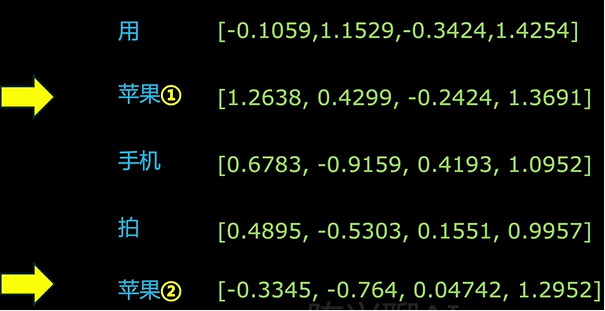 用 [-0.1059,1.1529,-0.3424,1.4254]
苹果① [1.2638, 0.4299, -0.2424, 1.3691]
手机 [0.6783, -0.9159, 0.4193, 1.0952]
拍 [0.4895, -0.5303, 0.1551, 0.9957]
苹果② [-0.3345, -0.764, 0.04742, 1.2952]